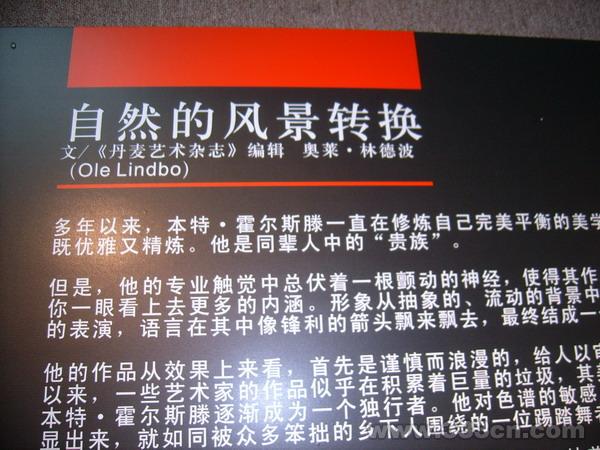 自然的风景转换
文/《丹麦艺术杂志》编辑 奥莱·林德波
(Ole Lindbo)
多年以来，本特·霍尔斯滕一直在修炼自己完美平衡的美学
既优雅又精炼。他是同辈人中的“贵族”。
但是，他的专业触觉中总伏着一根颤动的神经，使得其作
你一眼看上去更多的内涵。形象从抽象的、流动的背景中
的表演，语言在其中像锋利的箭头飘来飘去，最终结成一
他的作品从效果上来看，首先是谨慎而浪漫的，给人以
以来，一些艺术家的作品似乎在积累着巨量的垃圾，其
本特·霍尔斯滕逐渐成为一个独行者。他对色谱的敏感
显出来，就如同被众多笨拙的乡下人围绕的一位踢踏舞者